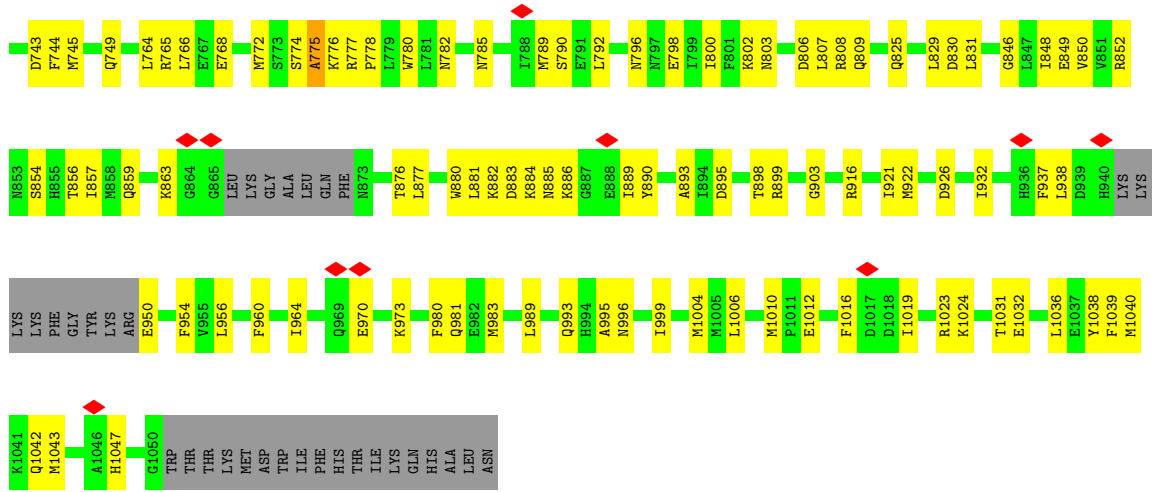 D743 F744 M745 Q749 L764 R765 L766 E767 E768 M772 S773 S774 A775 K776 R777 P778 L779 W780 L781 N782 N785 I788 M789 S790 E791 L792 N796 N797 E798 I799 I800 F801 K802 N803 D806 L807 R808 Q809 Q825 L829 D830 L831 G846 L847 I848 E849 V850 V851 R852
N853 S854 H855 T856 I857 M858 Q859 K863 G864 G865 LEU LYS GLY ALA LEU GLN PHE N873 T876 L877 W880 L881 K882 D883 K884 N885 K886 G887 E888 I889 Y890 A893 I894 D895 T898 R899 G903 R916 I921 M922 D926 I932 H936 F937 L938 D939 H940 LYS LYS
LYS LYS PHE GLY TYR LYS ARG E950 F954 V955 L956 F960 I964 Q969 E970 K973 F980 Q981 E982 M983 L989 Q993 H994 A995 N996 I999 M1004 M1005 L1006 M1010 P1011 E1012 F1016 D1017 D1018 I1019 R1023 K1024 T1031 E1032 L1036 E1037 Y1038 F1039 M1040
K1041 Q1042 M1043 A1046 H1047 G1050 TRP THR THR LYS MET ASP TRP ILE PHE HIS THR ILE LYS GLN HIS ALA LEU ASN